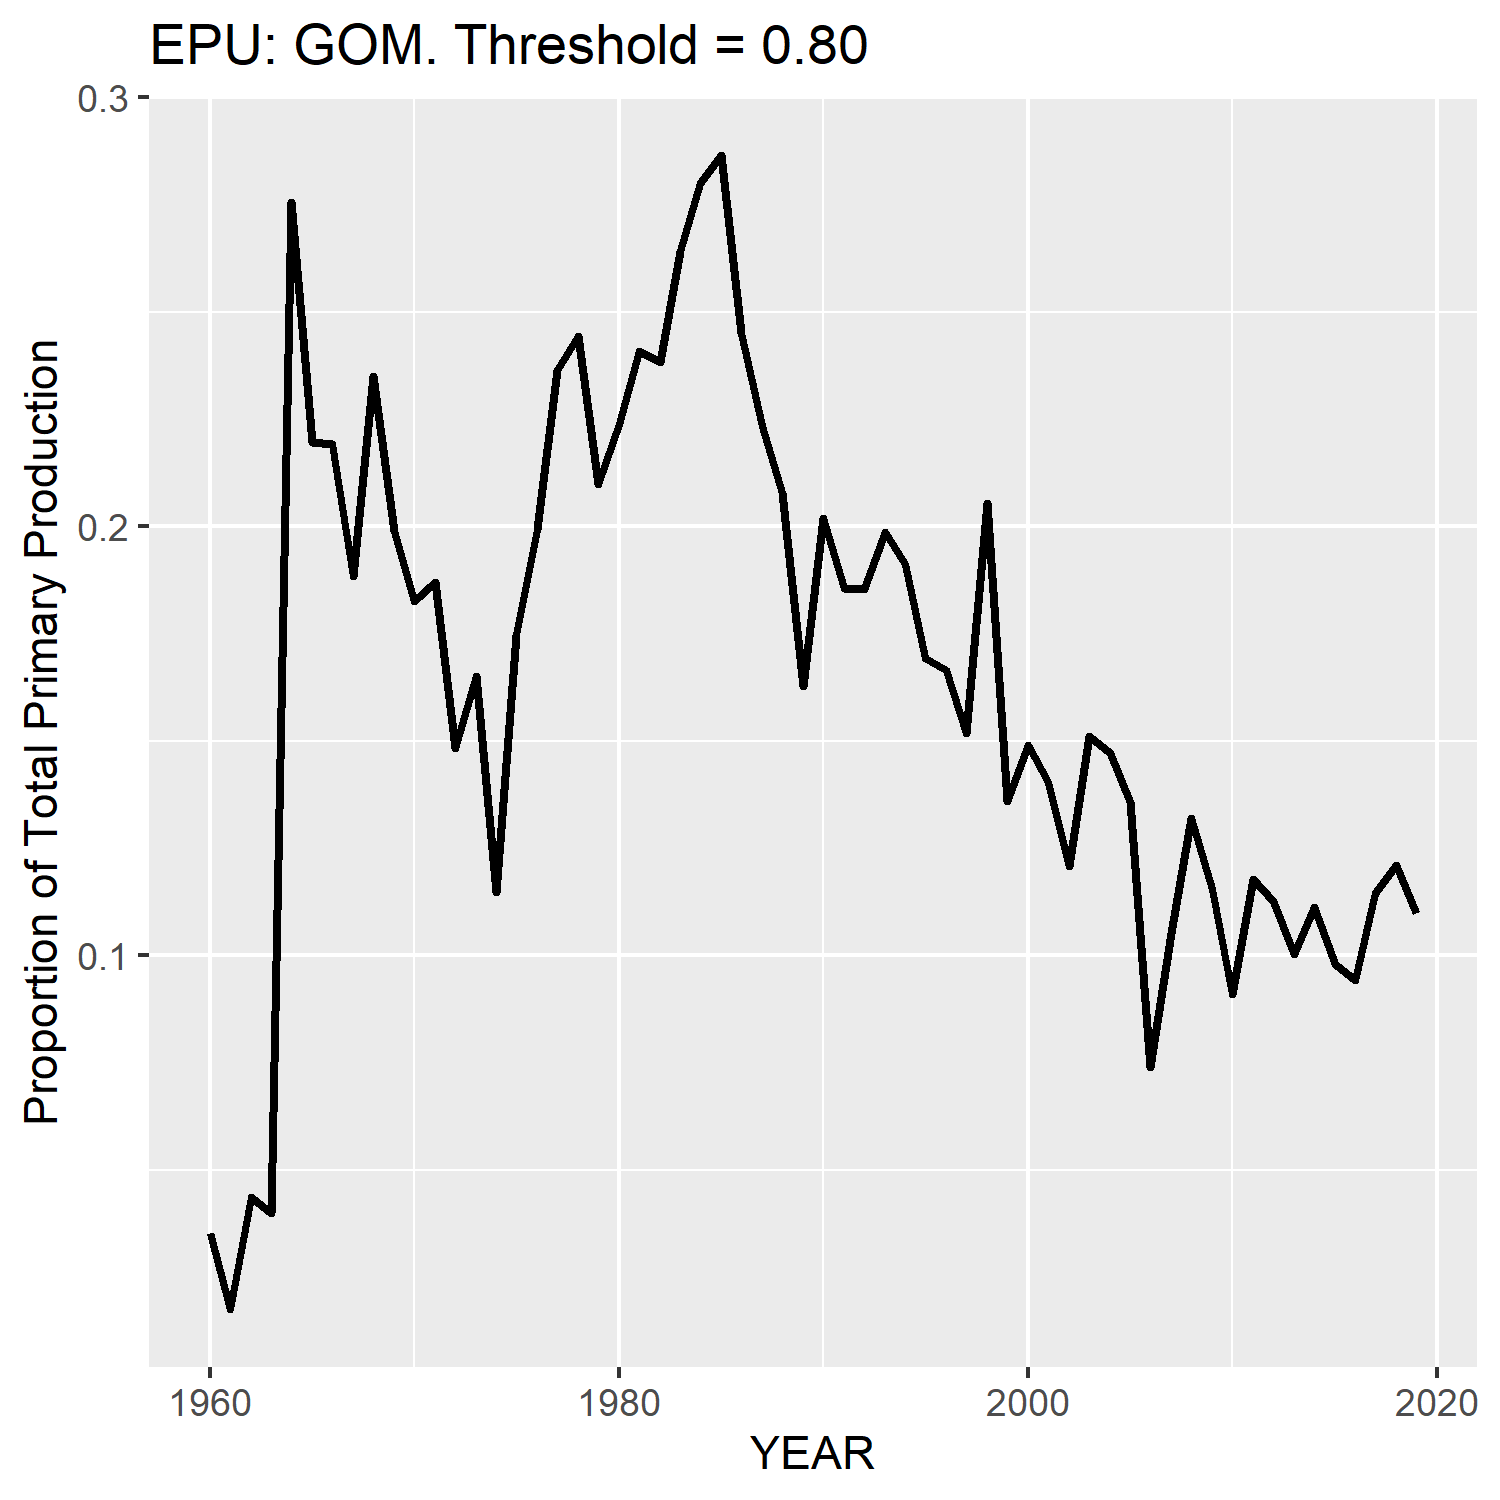 EPU: GOM. Threshold = 0.80
Proportion of Total Primary Production
0.3
0.2
0.1
1960
1980
2000
2020
YEAR